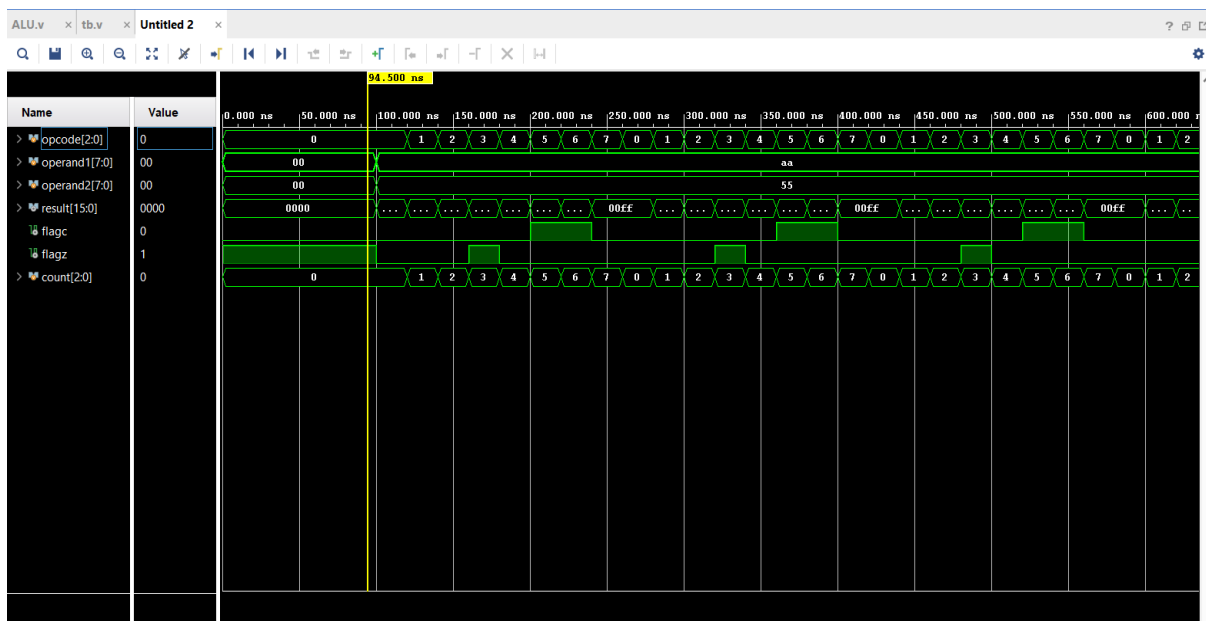 ALU.v × tb.v × Untitled 2 ×
?
94.500 ns
Name Value
0.000 ns 50.000 ns 100.000 ns 150.000 ns 200.000 ns 250.000 ns 300.000 ns 350.000 ns 400.000 ns 450.000 ns 500.000 ns 550.000 ns 600.000
opcode[2:0] 0 0 1 2 3 4 5 6 7 0 1 2 3 4 5 6 7 0 1 2 3 4 5 6 7 0 1 2
operand1[7:0] 00 00 aa
operand2[7:0] 00 00 55
result[15:0] 0000 0000 ... ... ... ... ... ... ... 00ff ... ... ... ... ... ... 00ff ... ... ... ... ... ... 00ff ... ..
flagc 0
flagz 1
count[2:0] 0 0 1 2 3 4 5 6 7 0 1 2 3 4 5 6 7 0 1 2 3 4 5 6 7 0 1 2